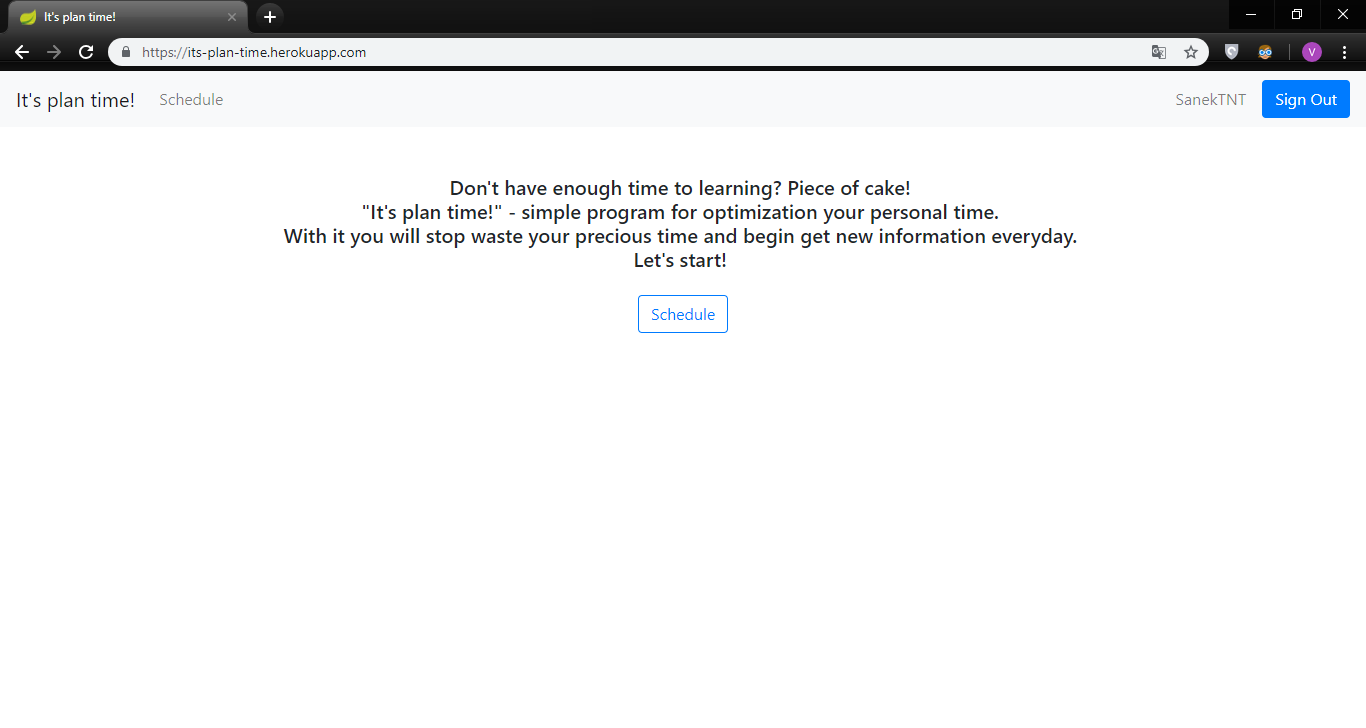 It's plan time!
https://its-plan-time.herokuapp.com
V
It's plan time! Schedule SanekTNT Sign Out
Don't have enough time to learning? Piece of cake!
"It's plan time!" - simple program for optimization your personal time.
With it you will stop waste your precious time and begin get new information everyday.
Let's start!
Schedule